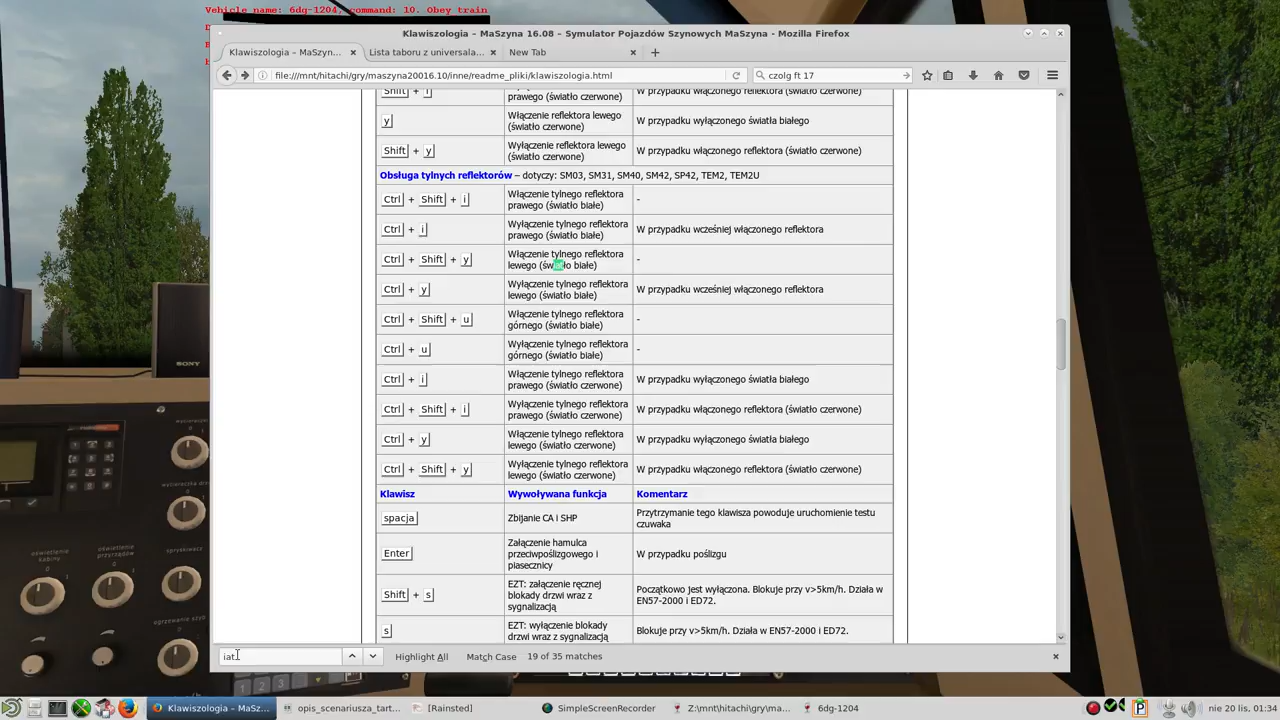 Vehicle name: 6dg-1204, command: 10. Obey train
Klawiszologia – MaSzyna 16.08 – Symulator Pojazdów Szynowych MaSzyna – Mozilla Firefox
Klawiszologia – MaSzyn... × Lista taboru z uniwersala... × New Tab ×
file:///mnt/hitachi/gry/maszyna20016.10/inne/readme_pliki/klawiszologia.html czolg ft 17
Shift + i prawego (światło czerwone) W przypadku włączonego reflektora (światło czerwone)
y Włączenie reflektora lewego (światło czerwone) W przypadku wyłączonego światła białego
Shift + y Wyłączenie reflektora lewego (światło czerwone) W przypadku włączonego reflektora (światło czerwone)
Obsługa tylnych reflektorów – dotyczy: SM03, SM31, SM40, SM42, SP42, TEM2, TEM2U
Ctrl + Shift + i Włączenie tylnego reflektora prawego (światło białe) -
Ctrl + i Wyłączenie tylnego reflektora prawego (światło białe) W przypadku wcześniej włączonego reflektora
Ctrl + Shift + y Włączenie tylnego reflektora lewego (światło białe) -
Ctrl + y Wyłączenie tylnego reflektora lewego (światło białe) W przypadku wcześniej włączonego reflektora
Ctrl + Shift + u Włączenie tylnego reflektora górnego (światło białe) -
Ctrl + u Wyłączenie tylnego reflektora górnego (światło białe) -
Ctrl + i Włączenie tylnego reflektora prawego (światło czerwone) W przypadku wyłączonego światła białego
Ctrl + Shift + i Wyłączenie tylnego reflektora prawego (światło czerwone) W przypadku włączonego reflektora (światło czerwone)
Ctrl + y Włączenie tylnego reflektora lewego (światło czerwone) W przypadku wyłączonego światła białego
Ctrl + Shift + y Wyłączenie tylnego reflektora lewego (światło czerwone) W przypadku włączonego reflektora (światło czerwone)
Klawisz Wywoływana funkcja Komentarz
spacja Zbijanie CA i SHP Przytrzymanie tego klawisza powoduje uruchomienie testu czuwaka
Enter Załączenie hamulca przeciwpoślizgowego i piasecznicy W przypadku poślizgu
Shift + s EZT: załączenie ręcznej blokady drzwi wraz z sygnalizacją Początkowo jest wyłączona. Blokuje przy v>5km/h. Działa w EN57-2000 i ED72.
s EZT: wyłączenie blokady drzwi wraz z sygnalizacją Blokuje przy v>5km/h. Działa w EN57-2000 i ED72.
iat Highlight All Match Case 19 of 35 matches
SONY
oświetlenie kabiny
oświetlenie przyrządów
spryskiwacz
ogrzewanie szyb
1 2 3
Klawiszologia – MaSz... opis_scenariusza_tart... [Rainsted] SimpleScreenRecorder Z:\mnt\hitachi\gry\ma... 6dg-1204 nie 20 lis, 01:34